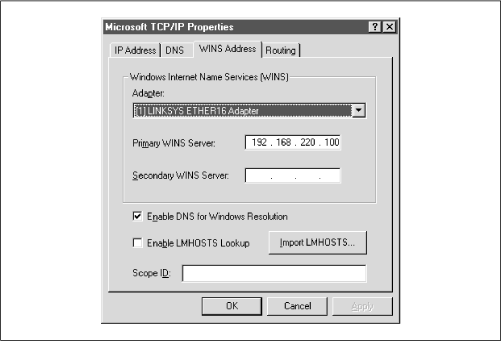 Microsoft TCP/IP Properties
IP Address DNS WINS Address Routing
Windows Internet Name Services (WINS)
Adapter:
[1] LINKSYS ETHER16 Adapter
Primary WINS Server: 192 . 168 . 220 . 100
Secondary WINS Server: . . .
Enable DNS for Windows Resolution
Enable LMHOSTS Lookup Import LMHOSTS...
Scope ID:
OK Cancel Apply